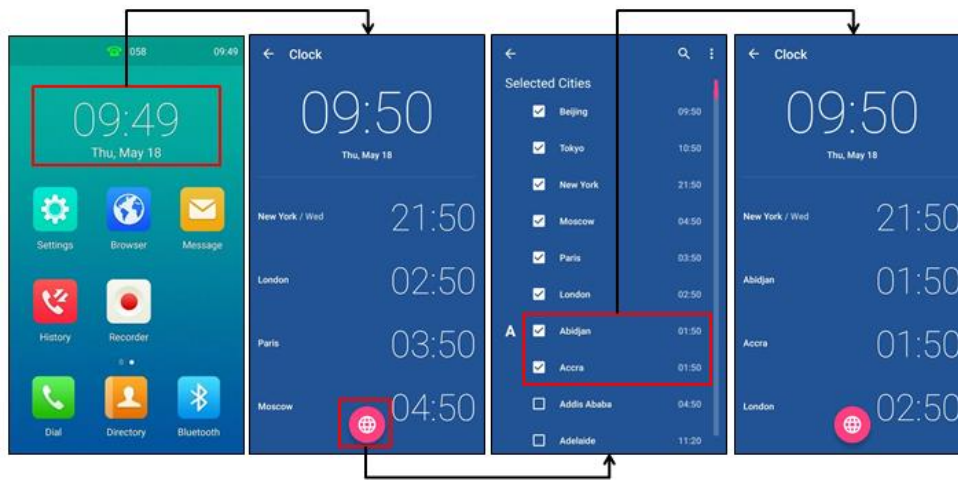 058 09:49
09:49
Thu, May 18
Settings Browser Message
History Recorder
Dial Directory Bluetooth
Clock
09:50
Thu, May 18
New York / Wed 21:50
London 02:50
Paris 03:50
Moscow 04:50
Selected Cities
Beijing 09:50
Tokyo 10:50
New York 21:50
Moscow 04:50
Paris 03:50
London 02:50
A Abidjan 01:50
Accra 01:50
Addis Ababa 04:50
Adelaide 11:20
Clock
09:50
Thu, May 18
New York / Wed 21:50
Abidjan 01:50
Accra 01:50
London 02:50